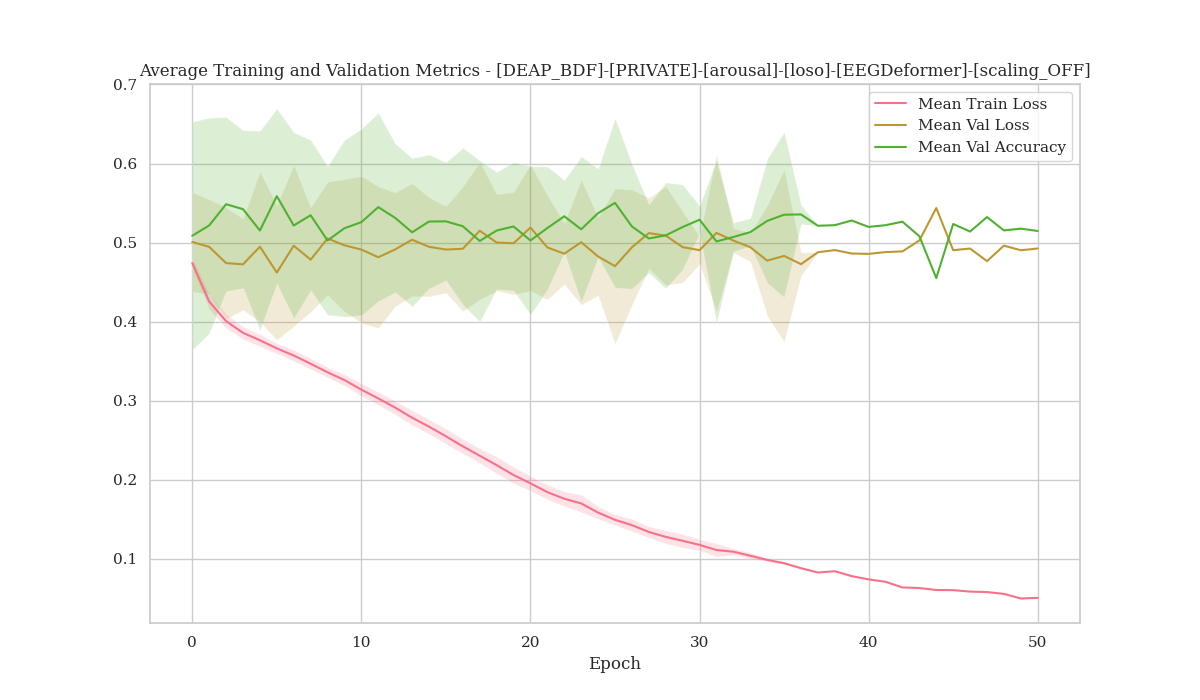 Average Training and Validation Metrics - [DEAP_BDF]-[PRIVATE]-[arousal]-[loso]-[EEGDeformer]-[scaling_OFF]
0.7
Mean Train Loss
Mean Val Loss
Mean Val Accuracy
0.6
0.5
0.4
0.3
0.2
0.1
0 10 20 30 40 50
Epoch